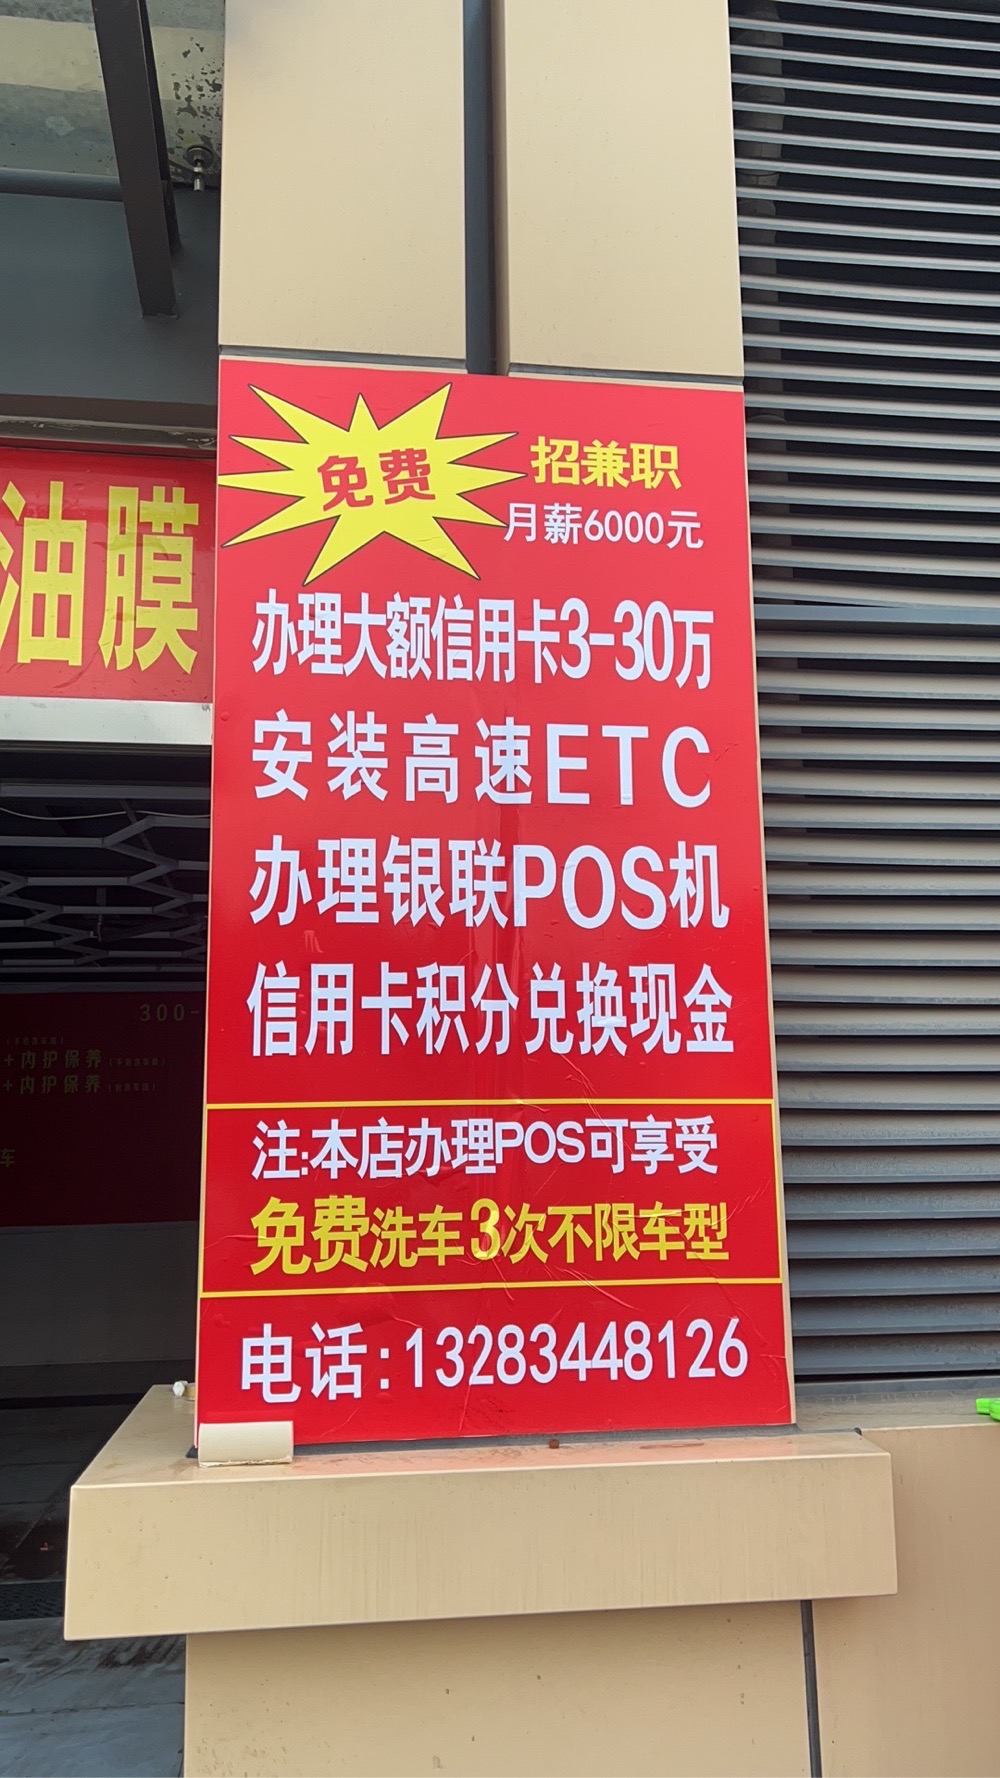 免费
招兼职
月薪6000元
办理大额信用卡3-30万
安装高速ETC
办理银联POS机
信用卡积分兑换现金
注:本店办理POS可享受
免费洗车3次不限车型
电话:13283448126
油膜
300-
+内护保养
+内护保养
车